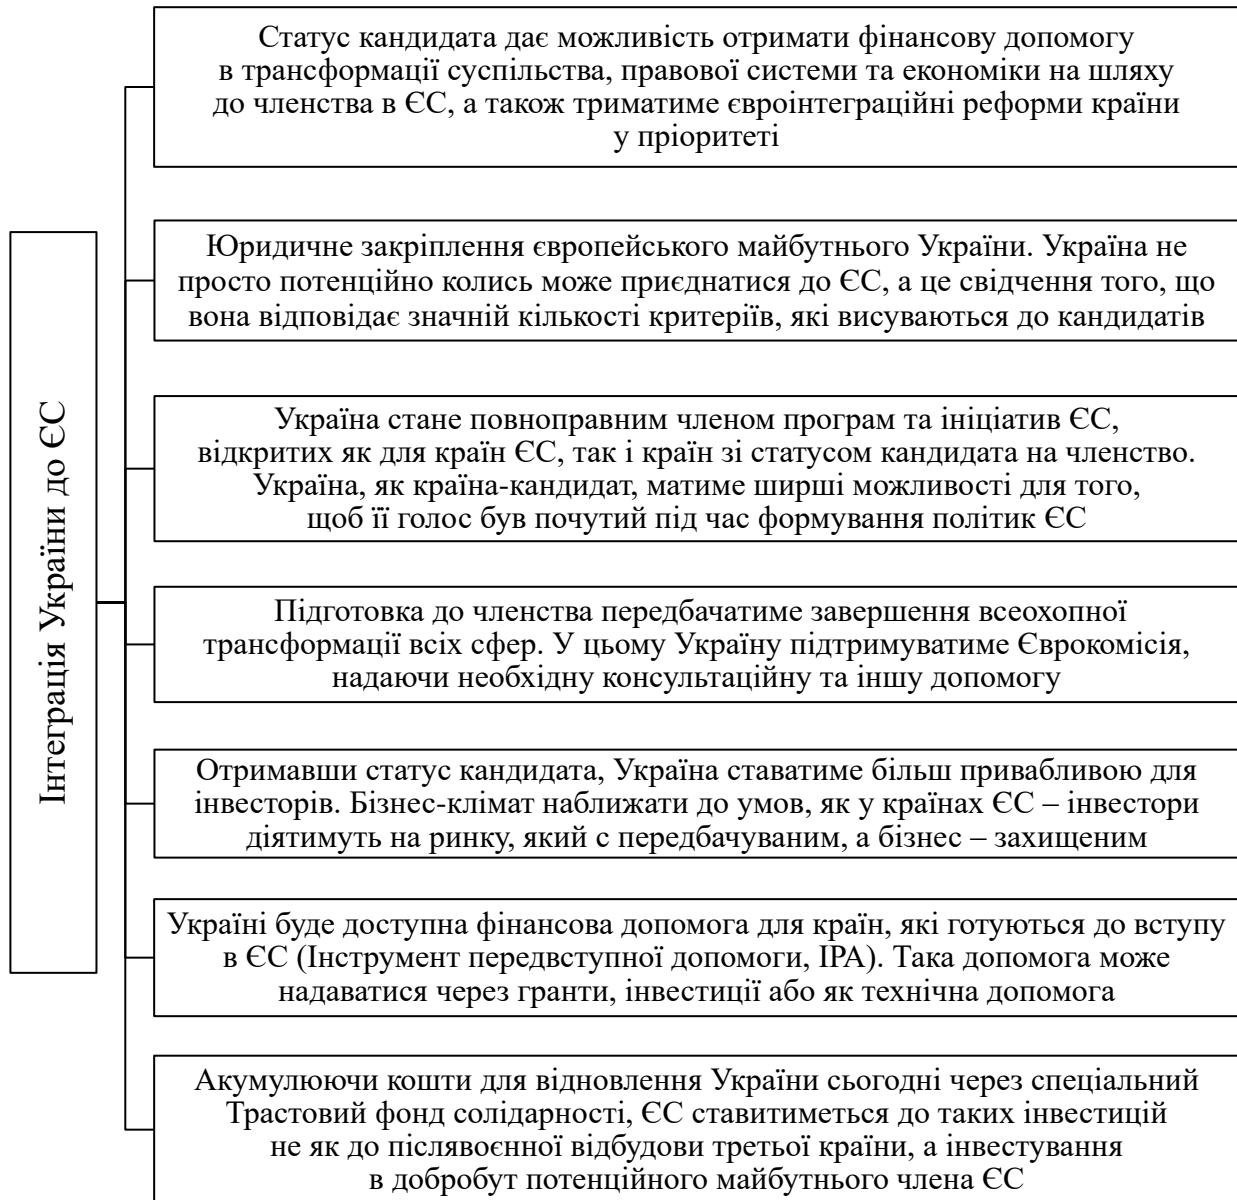 Інтеграція України до ЄС
Статус кандидата дає можливість отримати фінансову допомогу
в трансформації суспільства, правової системи та економіки на шляху
до членства в ЄС, а також триматиме євроінтеграційні реформи країни
у пріоритеті
Юридичне закріплення європейського майбутнього України. Україна не
просто потенційно колись може приєднатися до ЄС, а це свідчення того, що
вона відповідає значній кількості критеріїв, які висуваються до кандидатів
Україна стане повноправним членом програм та ініціатив ЄС,
відкритих як для країн ЄС, так і країн зі статусом кандидата на членство.
Україна, як країна-кандидат, матиме ширші можливості для того,
щоб її голос був почутий під час формування політик ЄС
Підготовка до членства передбачатиме завершення всеохопної
трансформації всіх сфер. У цьому Україну підтримуватиме Єврокомісія,
надаючи необхідну консультаційну та іншу допомогу
Отримавши статус кандидата, Україна ставатиме більш привабливою для
інвесторів. Бізнес-клімат наближати до умов, як у країнах ЄС – інвестори
діятимуть на ринку, який с передбачуваним, а бізнес – захищеним
Україні буде доступна фінансова допомога для країн, які готуються до вступу
в ЄС (Інструмент передвступної допомоги, IPA). Така допомога може
надаватися через гранти, інвестиції або як технічна допомога
Акумулюючи кошти для відновлення України сьогодні через спеціальний
Трастовий фонд солідарності, ЄС ставитиметься до таких інвестицій
не як до післявоєнної відбудови третьої країни, а інвестування
в добробут потенційного майбутнього члена ЄС